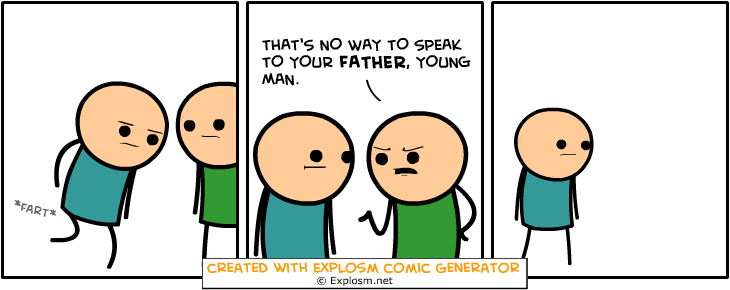 *FART*
THAT'S NO WAY TO SPEAK
TO YOUR FATHER, YOUNG
MAN.
CREATED WITH EXPLOSM COMIC GENERATOR
© Explosm.net